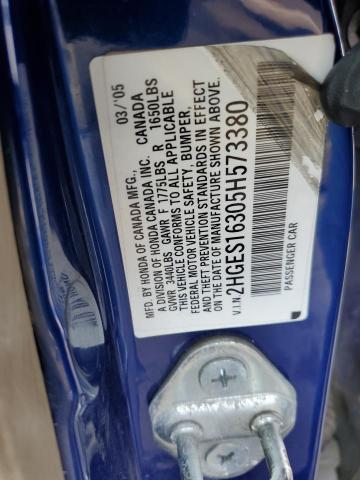 MFD. BY HONDA OF CANADA MFG., 03/'05
A DIVISION OF HONDA CANADA INC. CANADA
GVWR 3440LBS GAWR F 1775LBS R 1650LBS
THIS VEHICLE CONFORMS TO ALL APPLICABLE
FEDERAL MOTOR VEHICLE SAFETY, BUMPER,
AND THEFT PREVENTION STANDARDS IN EFFECT
ON THE DATE OF MANUFACTURE SHOWN ABOVE.
V.I.N. 2HGES16305H573380
PASSENGER CAR